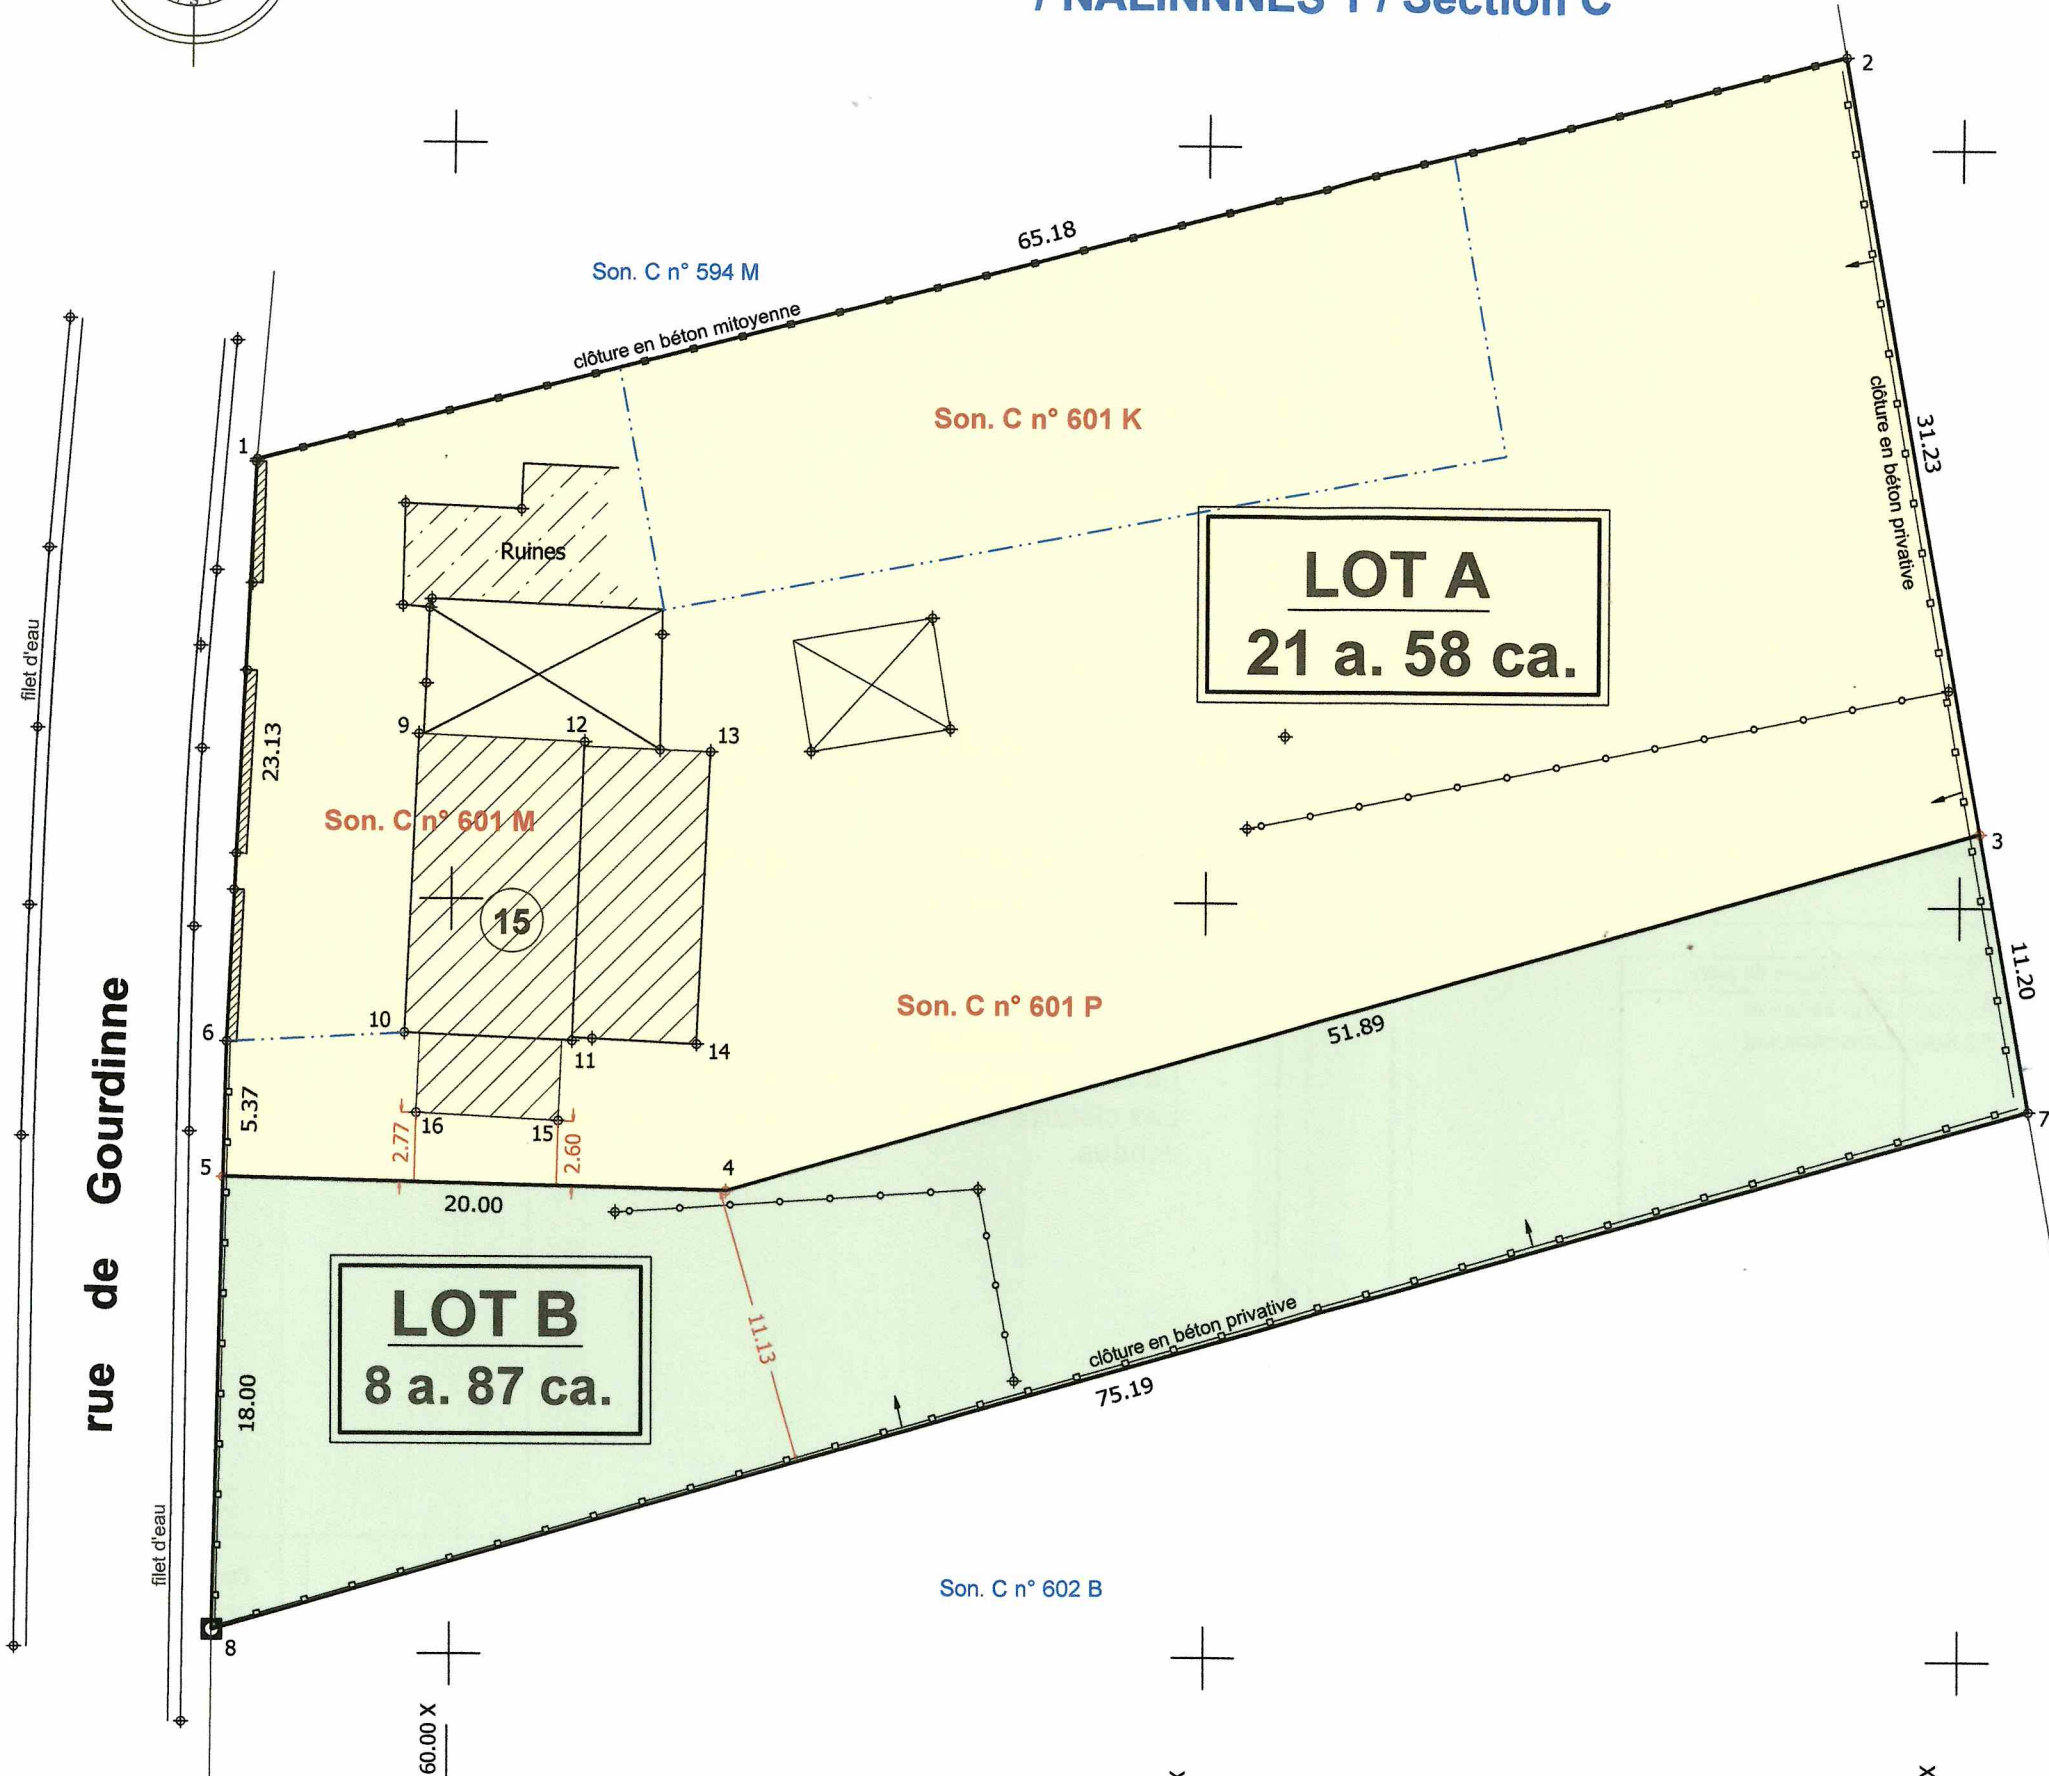 / NALINNNES 1 / Section C
2
65.18
Son. C n° 594 M
clôture en béton mitoyenne
1
Son. C n° 601 K
31.23
clôture en béton privative
Ruines
LOT A
21 a. 58 ca.
filet d'eau
9
12
13
23.13
Son. C n° 601 M
3
15
11.20
Son. C n° 601 P
6
10
11
14
51.89
5.37
16
15
7
2.77
2.60
5
4
20.00
rue de Gourdinne
LOT B
8 a. 87 ca.
11.13
clôture en béton privative
75.19
18.00
filet d'eau
Son. C n° 602 B
8
60.00 X